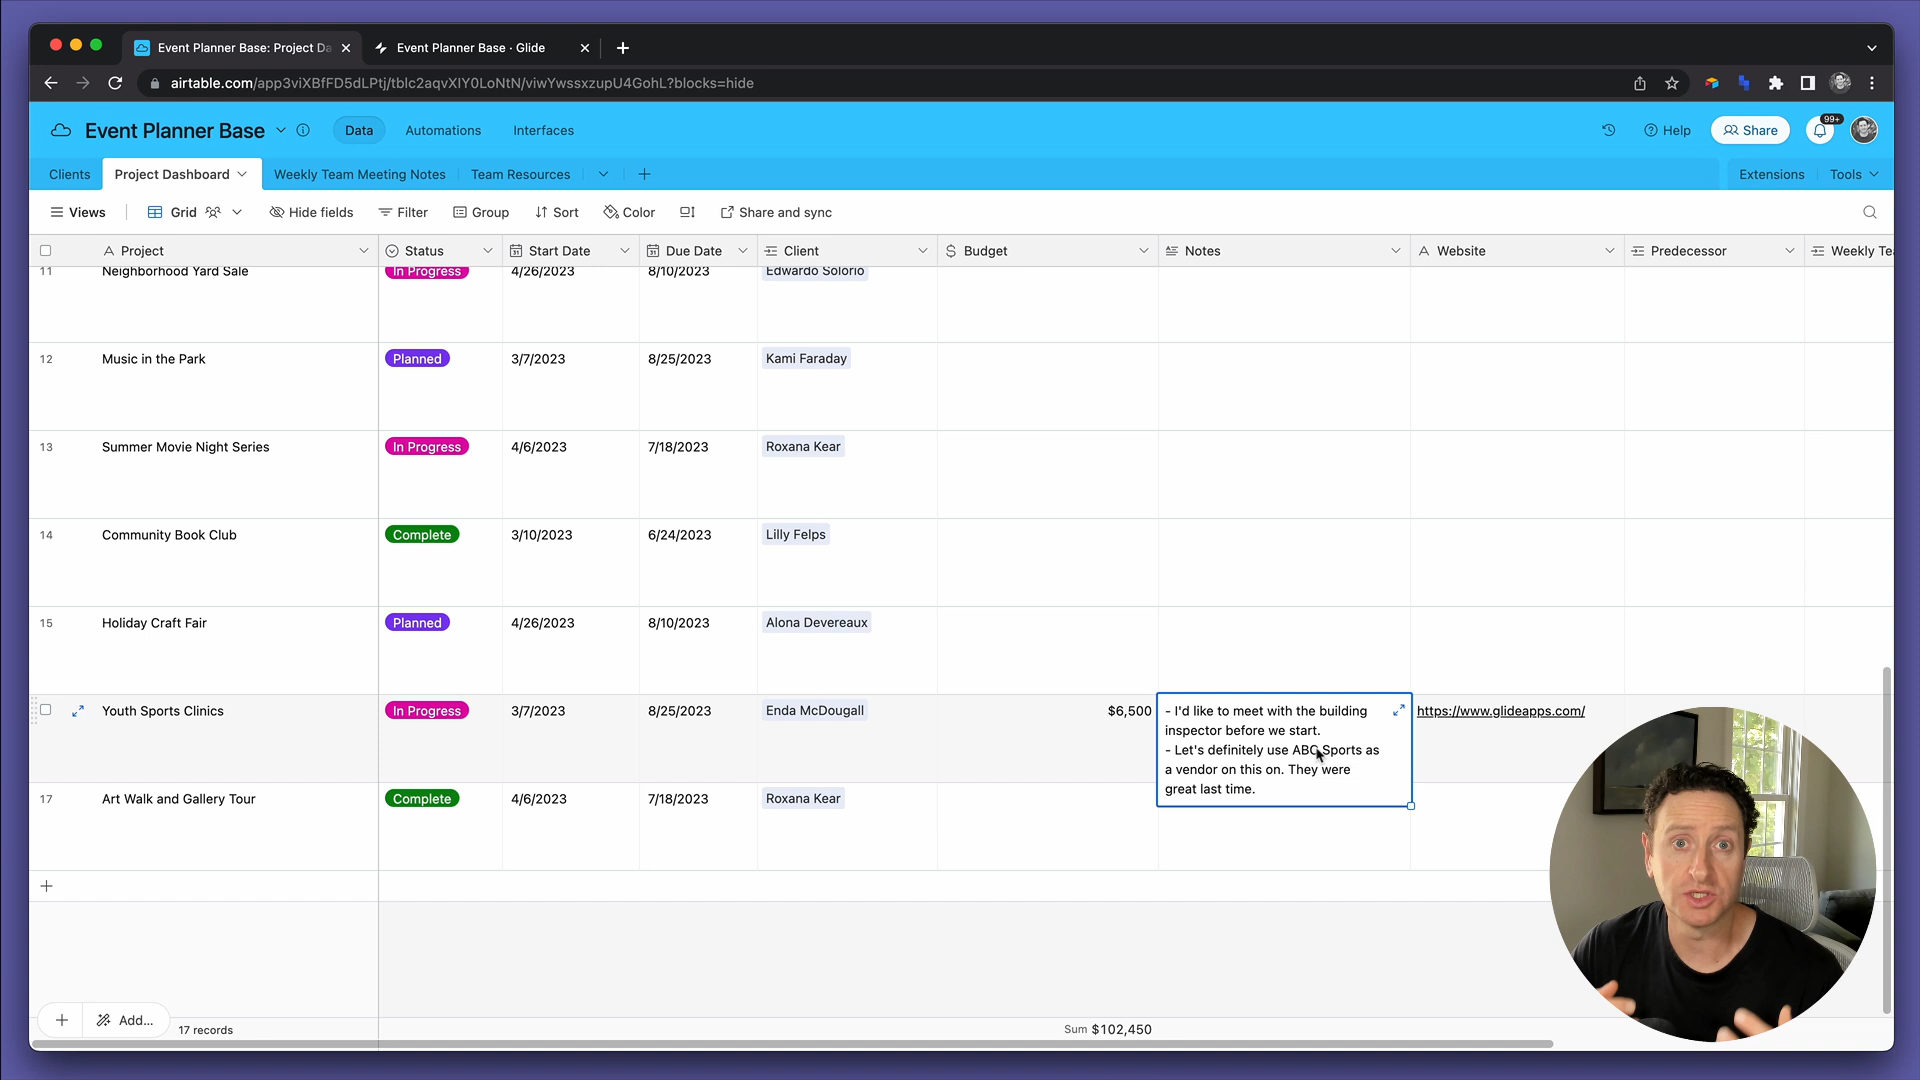 Event Planner Base: Project Da
Event Planner Base · Glide
airtable.com/app3viXBfFD5dLPtj/tblc2aqvXIY0LoNtN/viwYwssxzupU4GohL?blocks=hide
Event Planner Base
Data
Automations
Interfaces
Help
Share
99+
Clients
Project Dashboard
Weekly Team Meeting Notes
Team Resources
Extensions
Tools
Views
Grid
Hide fields
Filter
Group
Sort
Color
Share and sync
Project
Status
Start Date
Due Date
Client
Budget
Notes
Website
Predecessor
Weekly Tea
11 Neighborhood Yard Sale In Progress 4/26/2023 8/10/2023 Edwardo Solorio
12 Music in the Park Planned 3/7/2023 8/25/2023 Kami Faraday
13 Summer Movie Night Series In Progress 4/6/2023 7/18/2023 Roxana Kear
14 Community Book Club Complete 3/10/2023 6/24/2023 Lilly Felps
15 Holiday Craft Fair Planned 4/26/2023 8/10/2023 Alona Devereaux
Youth Sports Clinics In Progress 3/7/2023 8/25/2023 Enda McDougall $6,500
- I'd like to meet with the building
inspector before we start.
- Let's definitely use ABC Sports as
a vendor on this on. They were
great last time.
https://www.glideapps.com/
17 Art Walk and Gallery Tour Complete 4/6/2023 7/18/2023 Roxana Kear
Add...
17 records
Sum $102,450